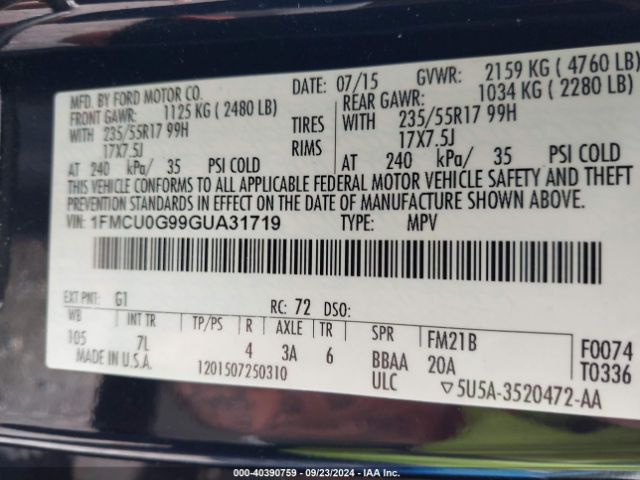 MFD. BY FORD MOTOR CO.
DATE: 07/15 GVWR: 2159 KG ( 4760 LB)
FRONT GAWR: 1125 KG ( 2480 LB) REAR GAWR: 1034 KG ( 2280 LB)
WITH 235/55R17 99H TIRES WITH 235/55R17 99H
17X7.5J RIMS 17X7.5J
AT 240 kPa/ 35 PSI COLD AT 240 kPa/ 35 PSI COLD
THIS VEHICLE CONFORMS TO ALL APPLICABLE FEDERAL MOTOR VEHICLE SAFETY AND THEFT
PREVENTION STANDARDS IN EFFECT ON THE DATE OF MANUFACTURE SHOWN ABOVE.
VIN: 1FMCU0G99GUA31719 TYPE: MPV
EXT PNT: G1 RC: 72 DSO:
WB INT TR TP/PS R AXLE TR SPR FM21B F0074
105 7L 4 3A 6 BBAA 20A T0336
MADE IN U.S.A. 1201507250310 ULC ▽5U5A-3520472-AA
000-40390759 - 09/23/2024 - IAA Inc.